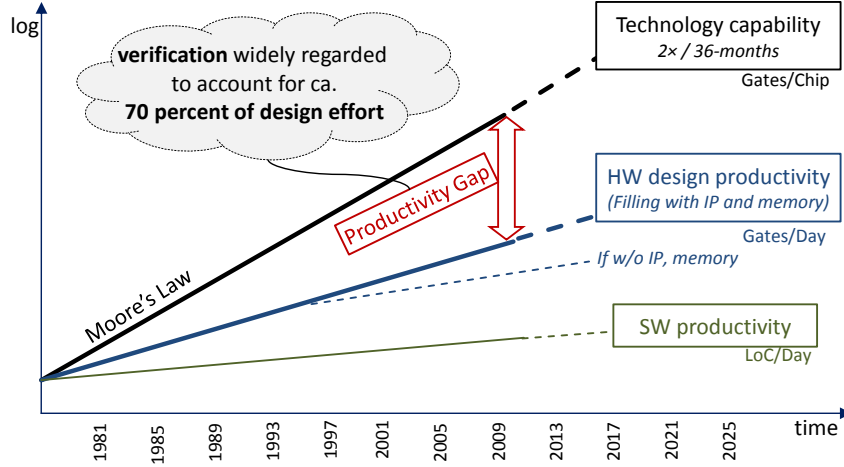 log
verification widely regarded
to account for ca.
70 percent of design effort
Technology capability
2× / 36-months
Gates/Chip
Productivity Gap
HW design productivity
(Filling with IP and memory)
Gates/Day
If w/o IP, memory
Moore's Law
SW productivity
LoC/Day
time
1981
1985
1989
1993
1997
2001
2005
2009
2013
2017
2021
2025